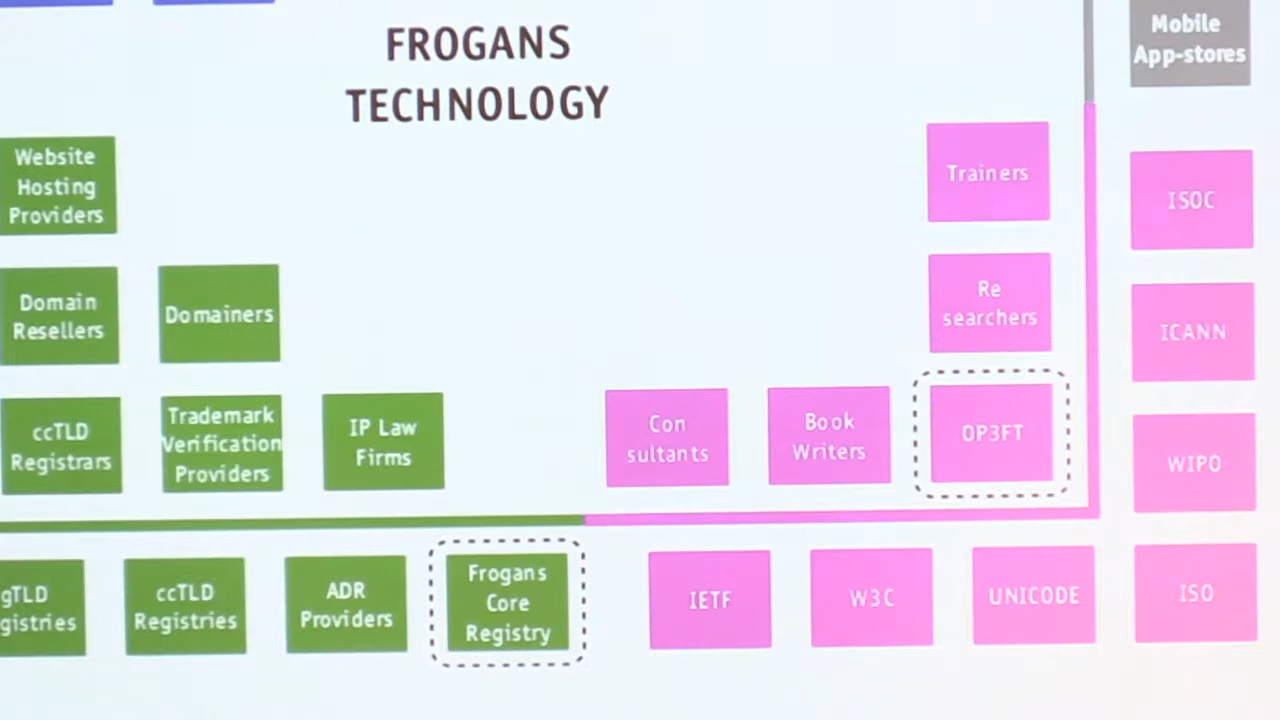 FROGANS
TECHNOLOGY
Mobile
App-stores
Website
Hosting
Providers
Trainers
ISOC
Domain
Resellers
Domainers
Re
searchers
ICANN
ccTLD
Registrars
Trademark
Verification
Providers
IP Law
Firms
Con
sultants
Book
Writers
OP3FT
WIPO
gTLD
gistries
ccTLD
Registries
ADR
Providers
Frogans
Core
Registry
IETF
W3C
UNICODE
ISO